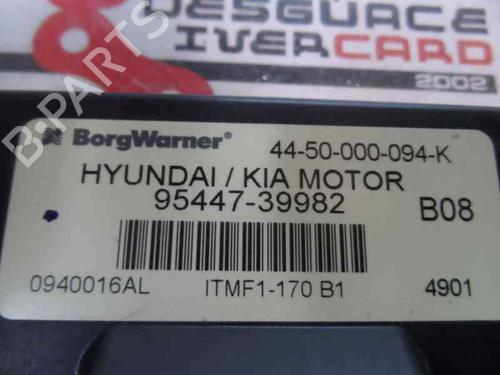 DESGUACE
IVERCARD
2002
B-PARTS
BorgWarner®
44-50-000-094-K
HYUNDAI / KIA MOTOR
95447-39982
B08
0940016AL
ITMF1-170 B1
4901